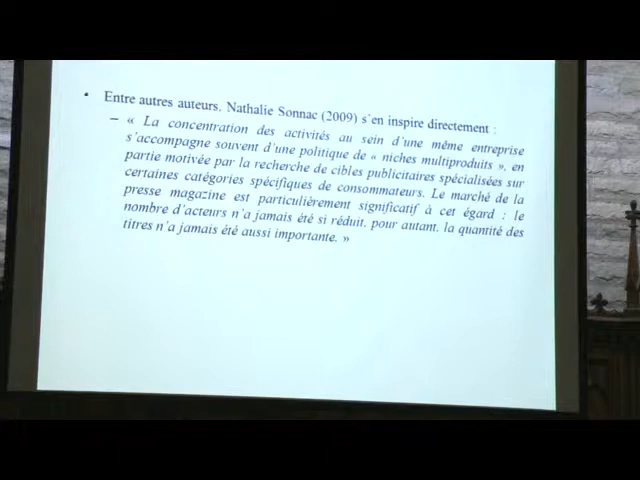 • Entre autres auteurs, Nathalie Sonnac (2009) s'en inspire directement :
– « La concentration des activités au sein d'une même entreprise
s'accompagne souvent d'une politique de « niches multiproduits », en
partie motivée par la recherche de cibles publicitaires spécialisées sur
certaines catégories spécifiques de consommateurs. Le marché de la
presse magazine est particulièrement significatif à cet égard : le
nombre d'acteurs n'a jamais été si réduit, pour autant, la quantité des
titres n'a jamais été aussi importante. »